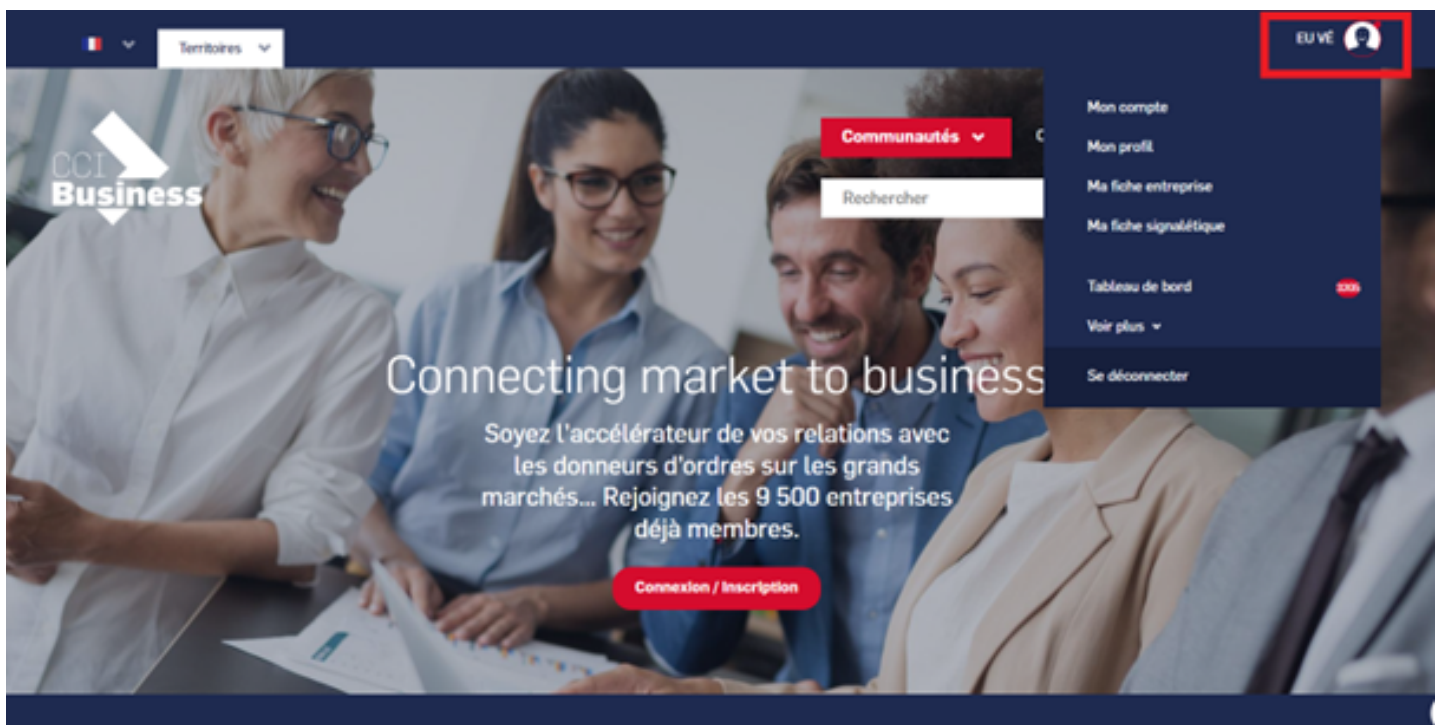 Territoires
EU VÉ
CCI
Business
Communautés
C
Rechercher
Mon compte
Mon profil
Ma fiche entreprise
Ma fiche signalétique
Tableau de bord
Voir plus
Se déconnecter
Connecting market to business
Soyez l'accélérateur de vos relations avec
les donneurs d'ordres sur les grands
marchés... Rejoignez les 9 500 entreprises
déjà membres.
Connexion / Inscription